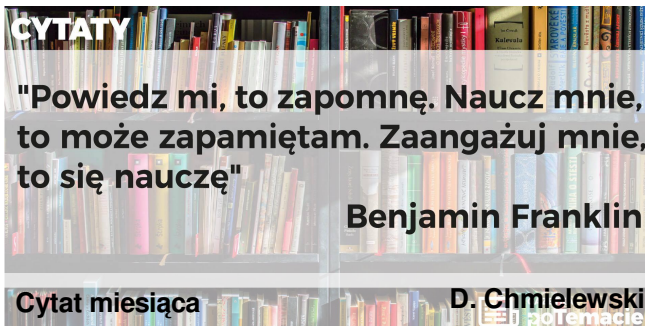 CYTATY
Kalevala
"Powiedz mi, to zapomnę. Naucz mnie,
to może zapamiętam. Zaangażuj mnie,
to się nauczę"
Benjamin Franklin
Cytat miesiąca
D. Chmielewski
poTemacie